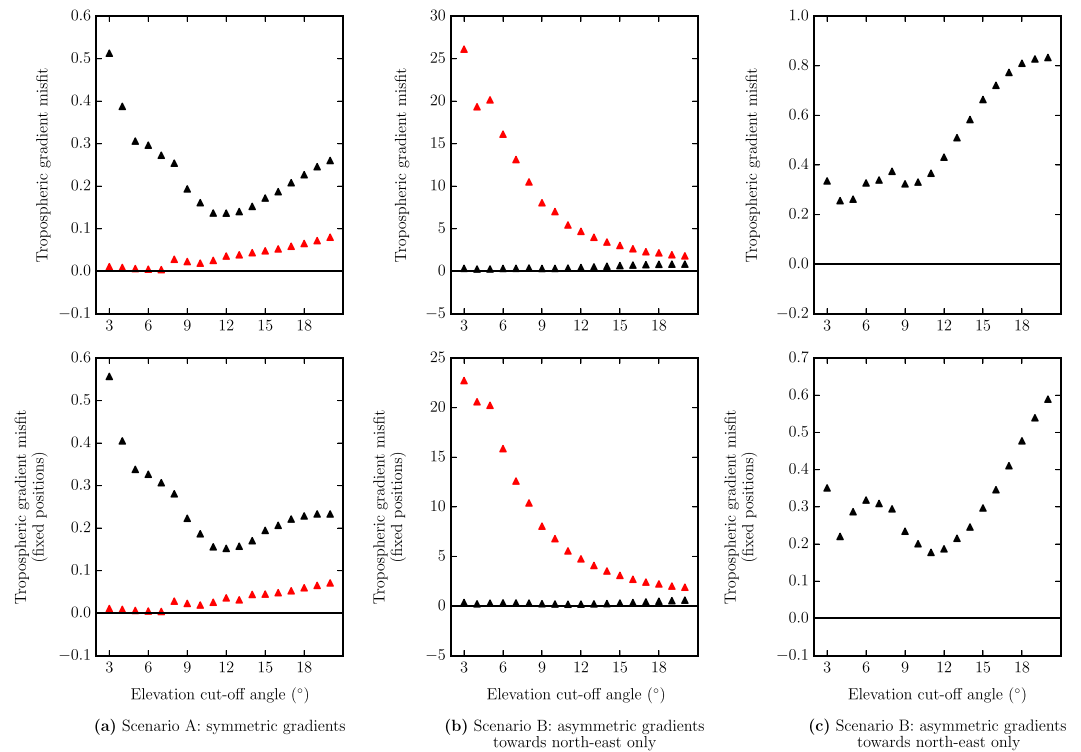 Tropospheric gradient misfit
0.6
0.5
0.4
0.3
0.2
0.1
0.0
−0.1
3 6 9 12 15 18
Tropospheric gradient misfit
30
25
20
15
10
5
0
−5
3 6 9 12 15 18
Tropospheric gradient misfit
1.0
0.8
0.6
0.4
0.2
0.0
−0.2
3 6 9 12 15 18
Tropospheric gradient misfit
(fixed positions)
0.6
0.5
0.4
0.3
0.2
0.1
0.0
−0.1
3 6 9 12 15 18
Elevation cut-off angle (°)
(a) Scenario A: symmetric gradients
Tropospheric gradient misfit
(fixed positions)
25
20
15
10
5
0
−5
3 6 9 12 15 18
Elevation cut-off angle (°)
(b) Scenario B: asymmetric gradients
towards north-east only
Tropospheric gradient misfit
(fixed positions)
0.7
0.6
0.5
0.4
0.3
0.2
0.1
0.0
−0.1
3 6 9 12 15 18
Elevation cut-off angle (°)
(c) Scenario B: asymmetric gradients
towards north-east only